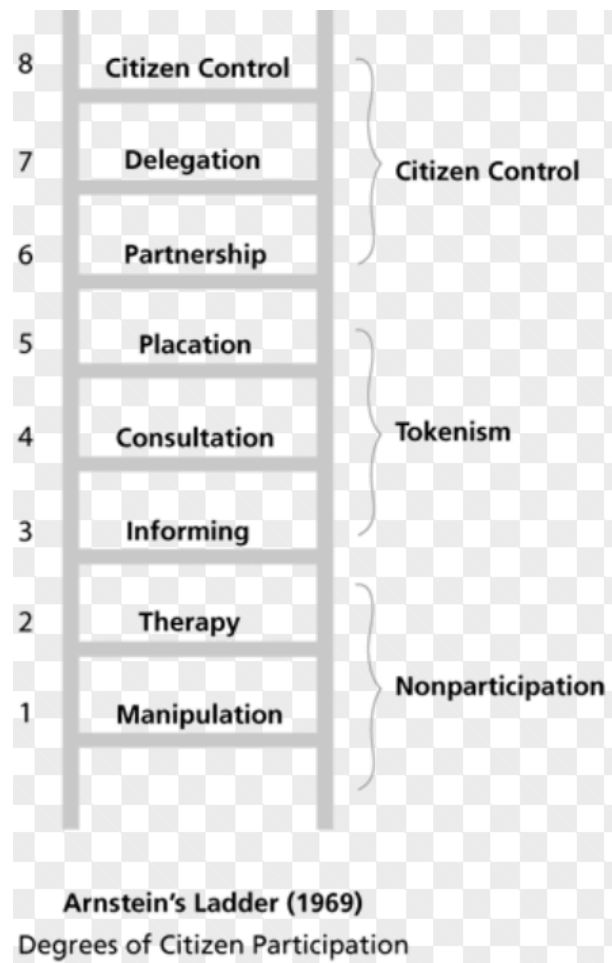 8 Citizen Control
7 Delegation
Citizen Control
6 Partnership
5 Placation
4 Consultation
Tokenism
3 Informing
2 Therapy
Nonparticipation
1 Manipulation
Arnstein's Ladder (1969)
Degrees of Citizen Participation